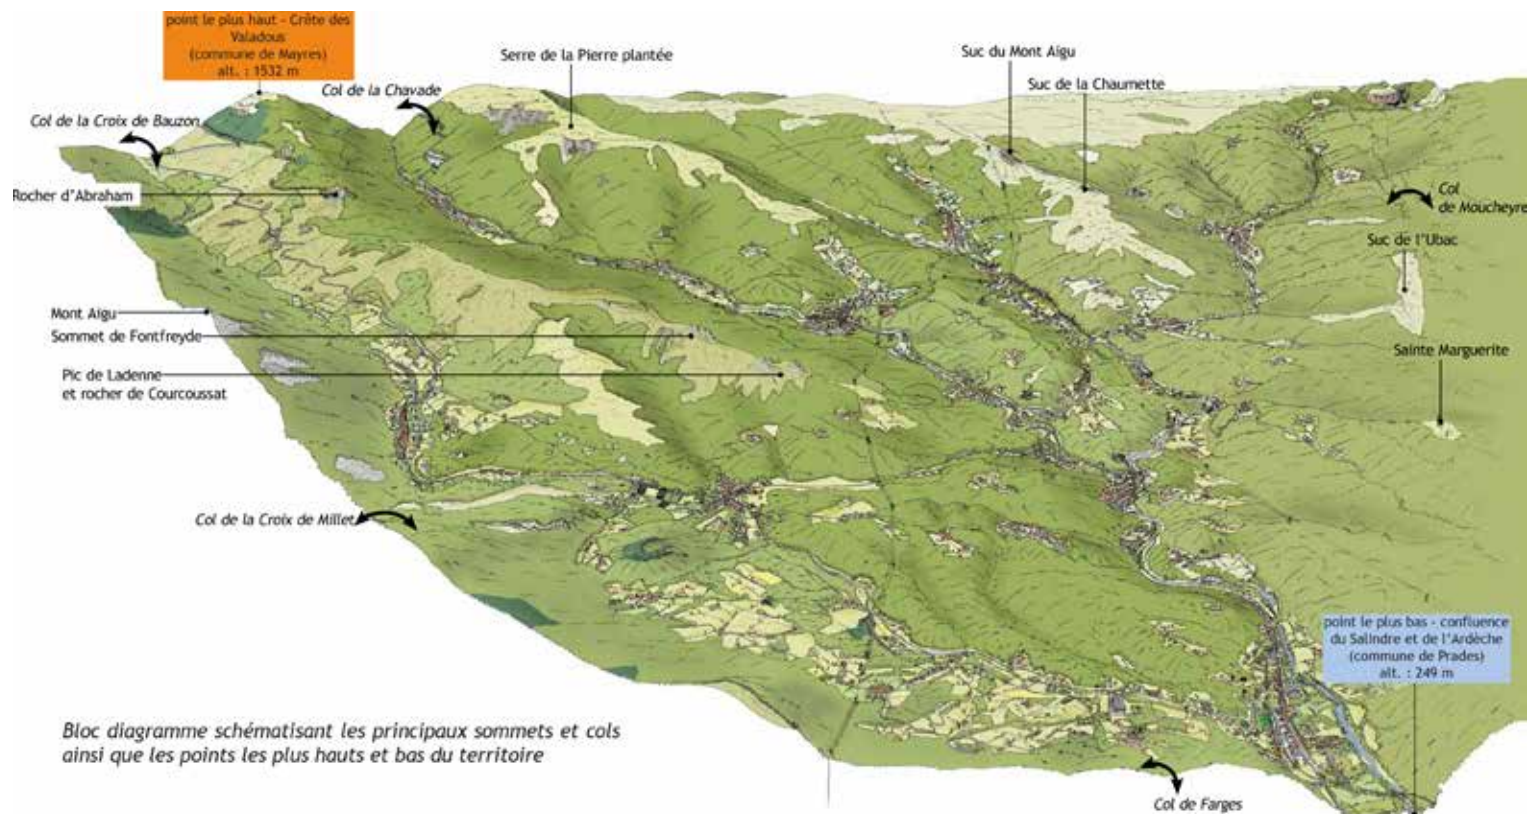 point le plus haut - Crête des
Valadous
(commune de Mayres)
alt. : 1532 m
Serre de la Pierre plantée
Suc du Mont Aigu
Col de la Chavade
Suc de la Chaumette
Col de la Croix de Bauzon
Rocher d'Abraham
Col
de Moucheyre
Suc de l'Ubac
Mont Aigu
Sommet de Fontfreyde
Sainte Marguerite
Pic de Ladenne
et rocher de Courcoussat
Col de la Croix de Millet
point le plus bas - confluence
du Salindre et de l'Ardèche
(commune de Prades)
alt. : 249 m
Bloc diagramme schématisant les principaux sommets et cols
ainsi que les points les plus hauts et bas du territoire
Col de Farges